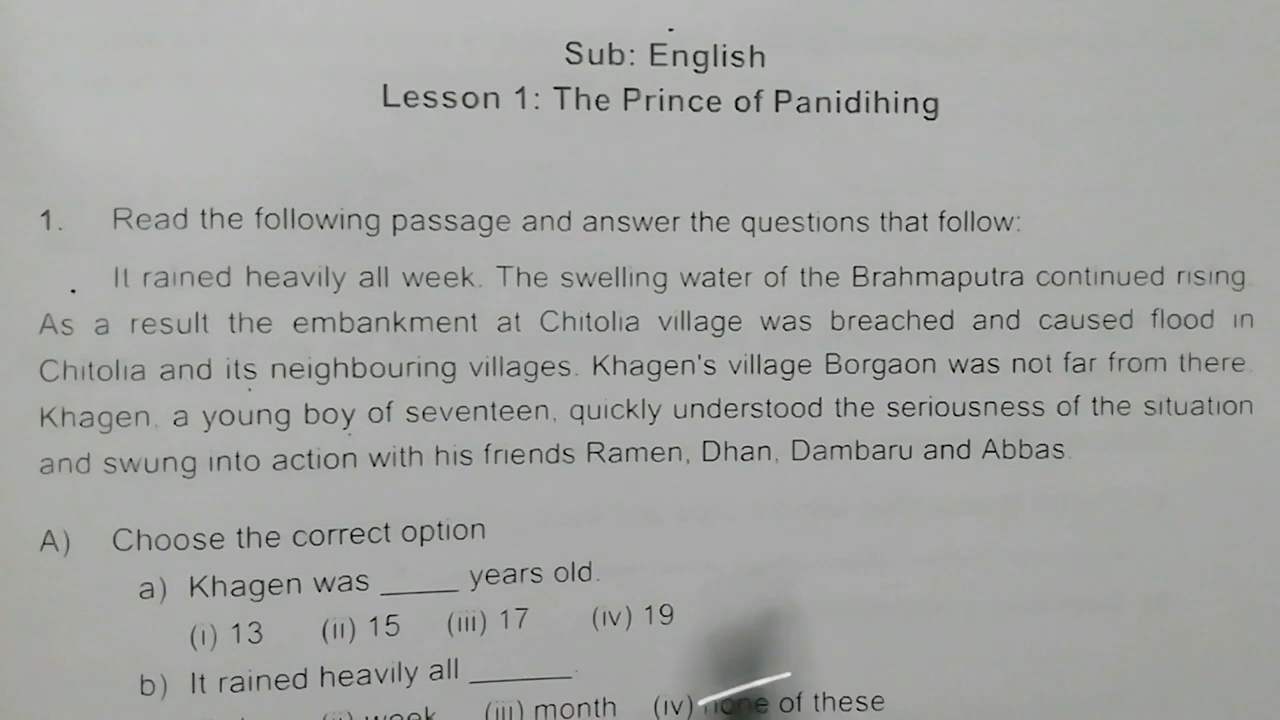 Sub: English
Lesson 1: The Prince of Panidihing
1. Read the following passage and answer the questions that follow:
It rained heavily all week. The swelling water of the Brahmaputra continued rising
As a result the embankment at Chitolia village was breached and caused flood in
Chitolia and its neighbouring villages. Khagen's village Borgaon was not far from there.
Khagen, a young boy of seventeen, quickly understood the seriousness of the situation
and swung into action with his friends Ramen, Dhan, Dambaru and Abbas.
A) Choose the correct option
a) Khagen was _____ years old.
(i) 13 (ii) 15 (iii) 17 (iv) 19
b) It rained heavily all _______.
(ii) week (iii) month (iv) none of these